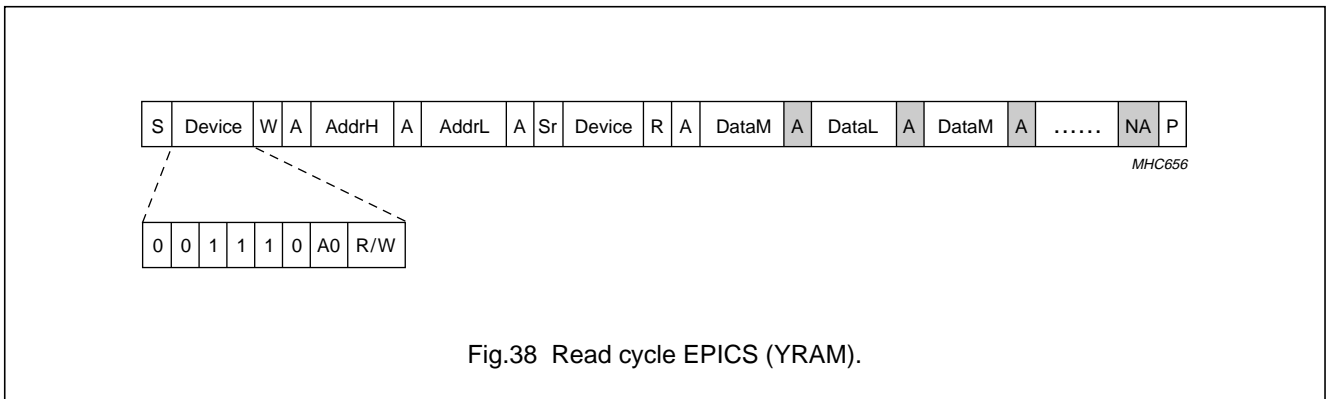 S Device W A AddrH A AddrL A Sr Device R A DataM A DataL A DataM A ...... NA P
MHC656
0 0 1 1 1 0 A0 R/W
Fig.38 Read cycle EPICS (YRAM).